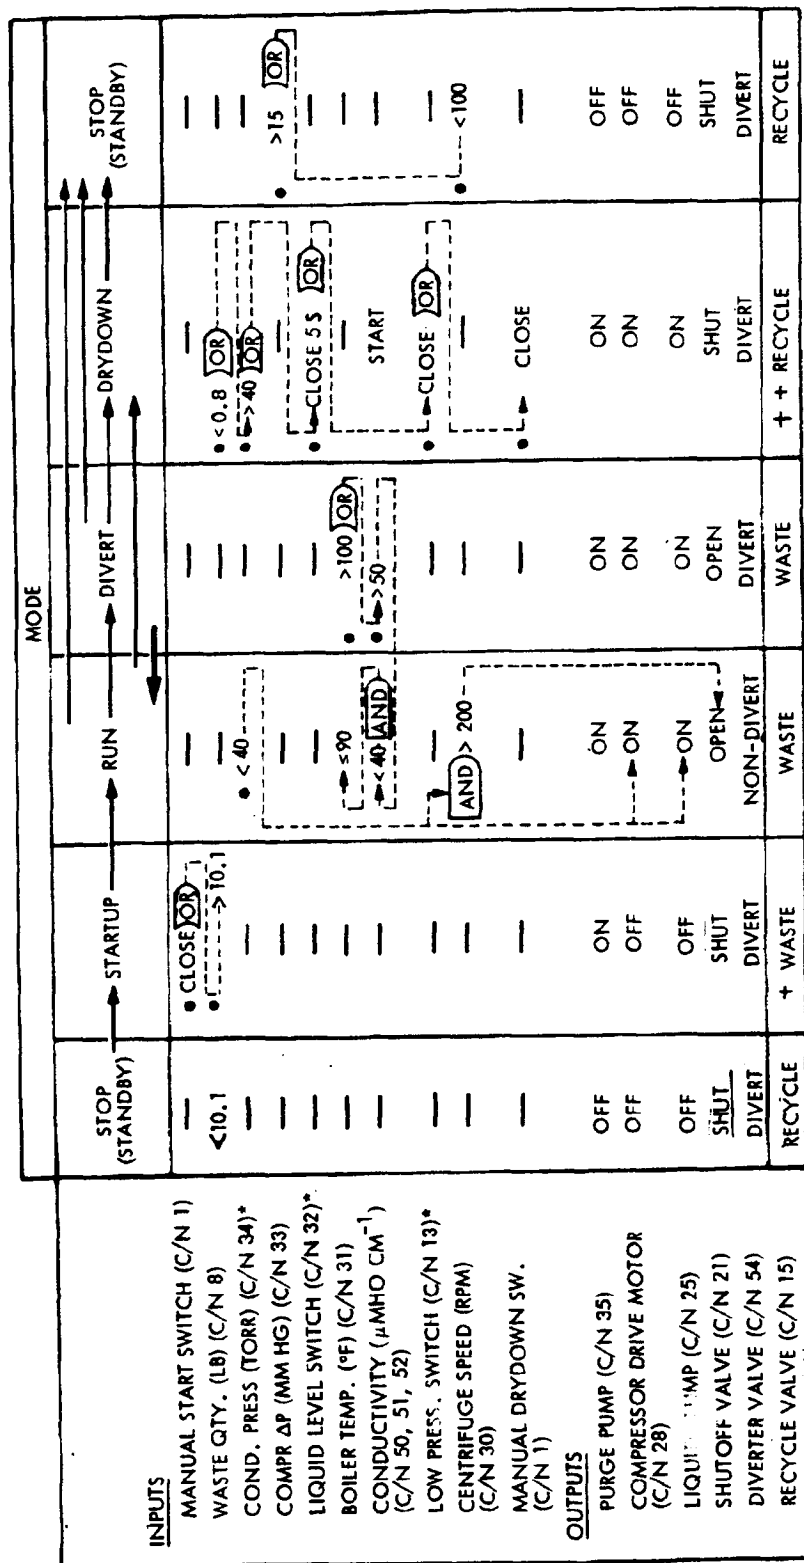 MODE
STOP (STANDBY) STARTUP RUN DIVERT DRYDOWN STOP (STANDBY)
INPUTS
MANUAL START SWITCH (C/N 1) — • CLOSE OR — — — —
WASTE QTY. (LB) (C/N 8) <10.1 • > 10.1 — — • < 0.8 OR —
COND. PRESS (TORR) (C/N 34)* — — • < 40 — • > 40 OR —
COMPR ΔP (MM HG) (C/N 33) — — — — — • >15 OR
LIQUID LEVEL SWITCH (C/N 32)* — — — — • CLOSE 5 S OR —
BOILER TEMP. (°F) (C/N 31) — — ≤90 • >100 OR — —
CONDUCTIVITY (µMHO CM⁻¹) — — < 40 AND • >50 START —
(C/N 50, 51, 52)
LOW PRESS. SWITCH (C/N 13)* — — — — • CLOSE OR —
CENTRIFUGE SPEED (RPM) — — AND > 200 — — • <100
(C/N 30)
MANUAL DRYDOWN SW. — — — — • CLOSE —
(C/N 1)
OUTPUTS
PURGE PUMP (C/N 35) OFF ON ON ON ON OFF
COMPRESSOR DRIVE MOTOR OFF OFF ON ON ON OFF
(C/N 28)
LIQUID PUMP (C/N 25) OFF OFF ON ON ON OFF
SHUTOFF VALVE (C/N 21) SHUT SHUT OPEN OPEN SHUT SHUT
DIVERTER VALVE (C/N 54) DIVERT DIVERT NON-DIVERT DIVERT DIVERT DIVERT
RECYCLE VALVE (C/N 15) RECYCLE + WASTE WASTE WASTE + + RECYCLE RECYCLE